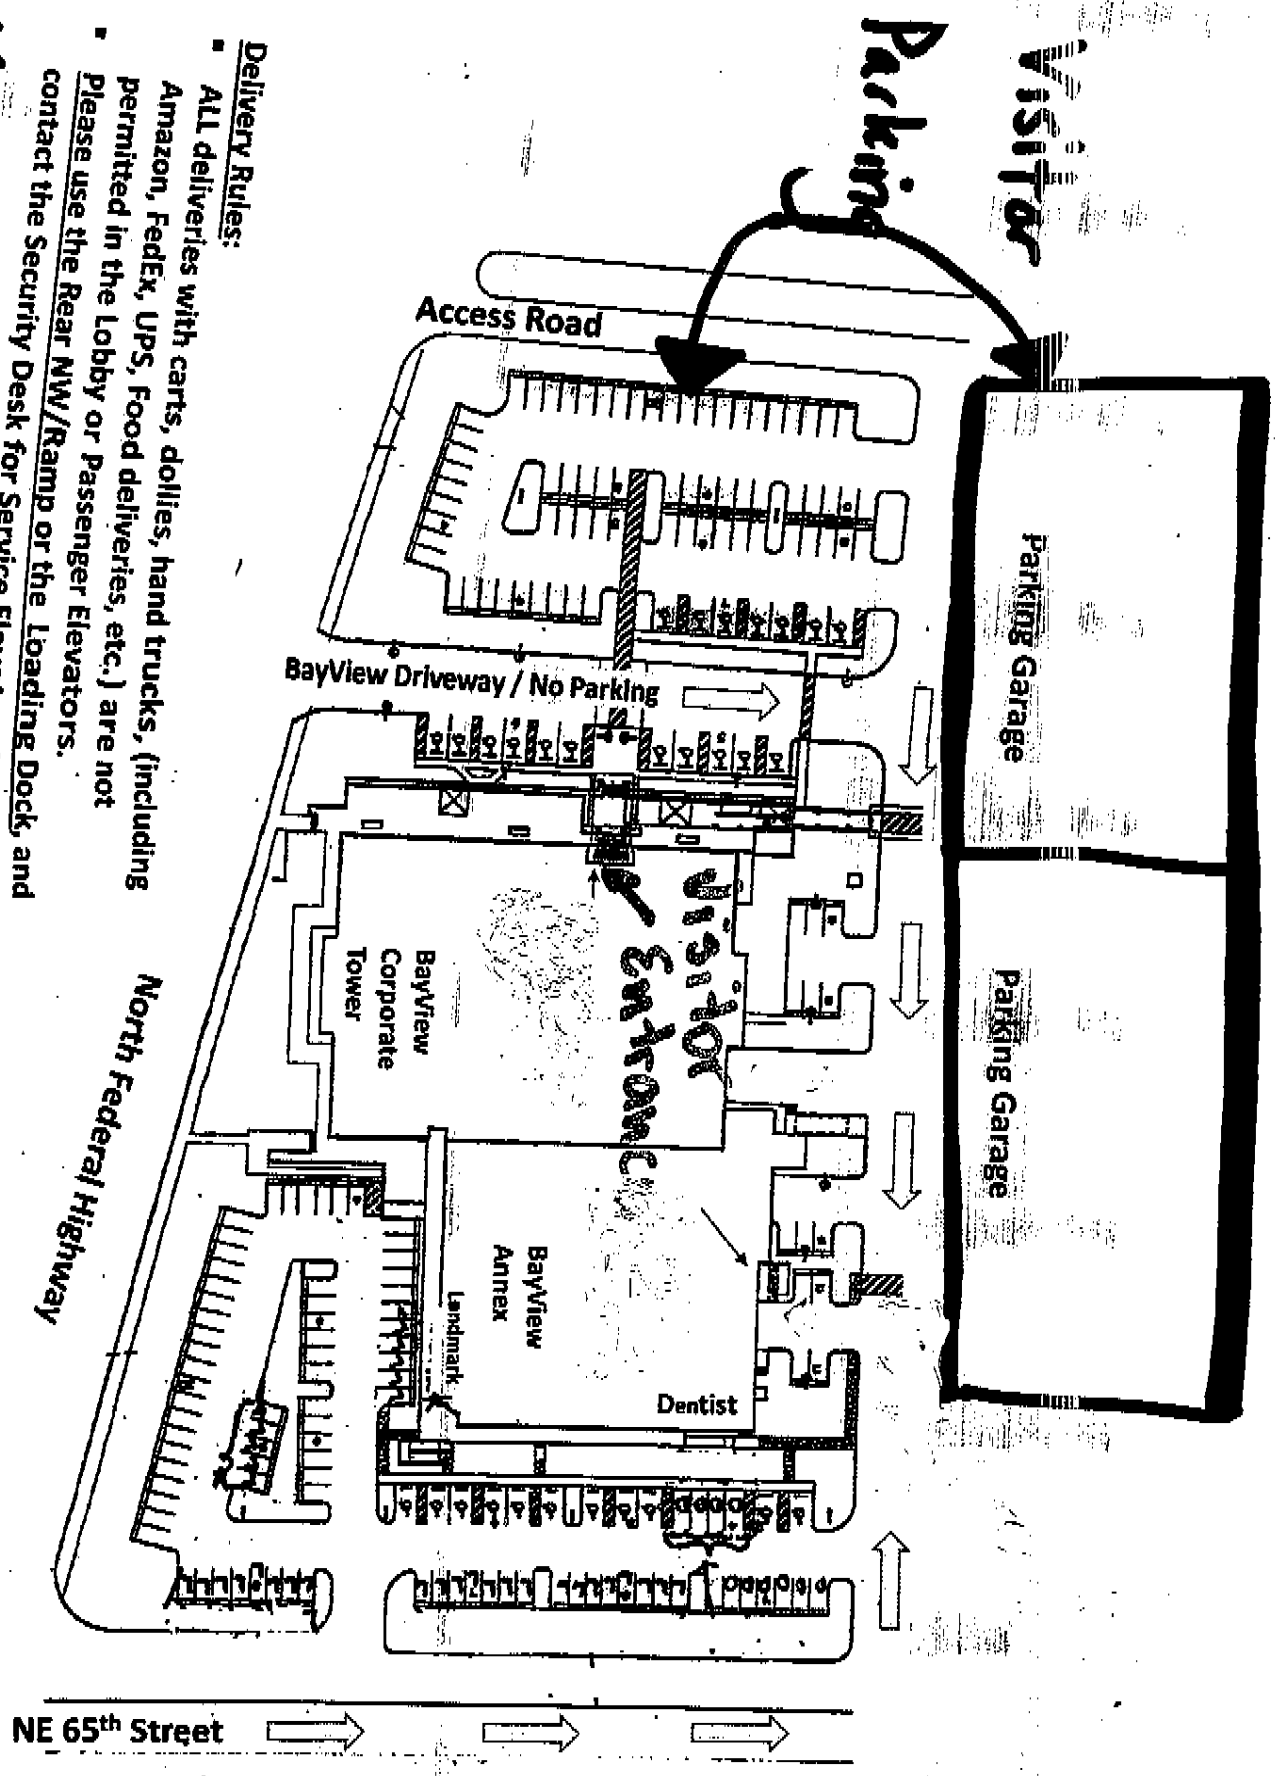 Visitor
Parking
Parking Garage
Parking Garage
Access Road
BayView Driveway / No Parking
Visitor
Entranc
BayView
Corporate
Tower
BayView
Annex
Landmark
Dentist
North Federal Highway
NE 65th Street
Delivery Rules:
▪ ALL deliveries with carts, dollies, hand trucks, (including
Amazon, FedEx, UPS, Food deliveries, etc.) are not
permitted in the Lobby or Passenger Elevators.
▪ Please use the Rear NW/Ramp or the Loading Dock, and
contact the Security Desk for Service